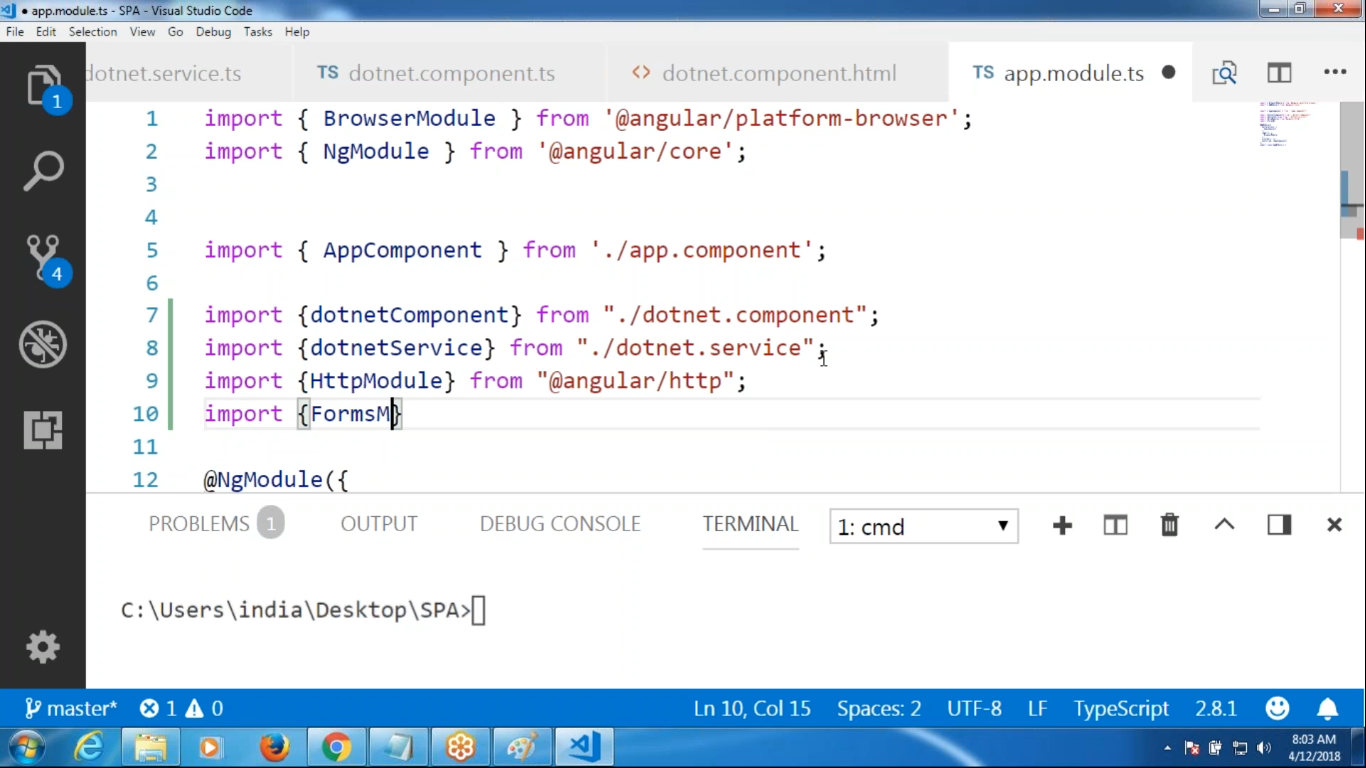 app.module.ts - SPA - Visual Studio Code
File Edit Selection View Go Debug Tasks Help
dotnet.service.ts TS dotnet.component.ts <> dotnet.component.html TS app.module.ts
1 1 import { BrowserModule } from '@angular/platform-browser';
2 import { NgModule } from '@angular/core';
3
4
4 5 import { AppComponent } from './app.component';
6
7 import {dotnetComponent} from "./dotnet.component";
8 import {dotnetService} from "./dotnet.service";
9 import {HttpModule} from "@angular/http";
10 import {FormsM}
11
12 @NgModule({
PROBLEMS 1 OUTPUT DEBUG CONSOLE TERMINAL 1: cmd
C:\Users\india\Desktop\SPA>
master* 1 0 Ln 10, Col 15 Spaces: 2 UTF-8 LF TypeScript 2.8.1
8:03 AM
4/12/2018